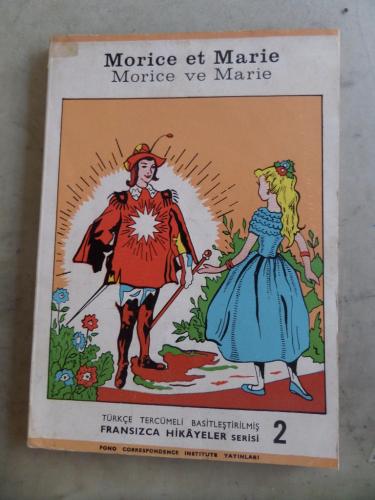 Morice et Marie
Morice ve Marie
TÜRKÇE TERCÜMELİ BASİTLEŞTİRİLMİŞ
FRANSIZCA HİKÂYELER SERİSİ 2
FONO CORRESPONDENCE INSTITUTE YAYINLARI